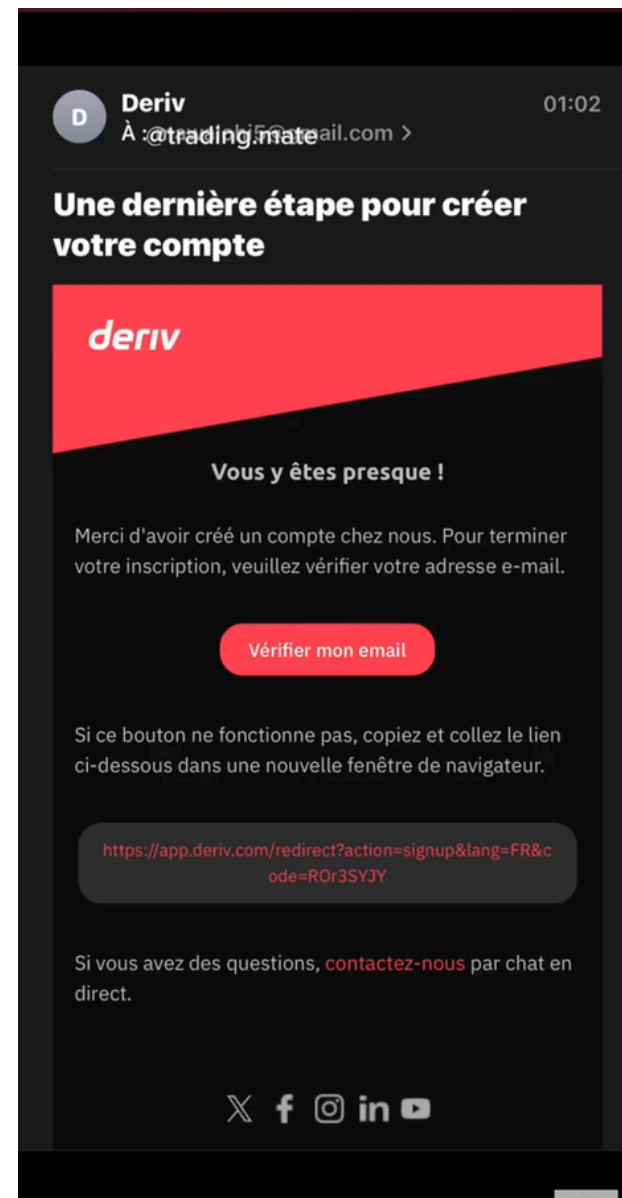 D
Deriv
01:02
À : @trading.mate ail.com >
Une dernière étape pour créer
votre compte
deriv
Vous y êtes presque !
Merci d'avoir créé un compte chez nous. Pour terminer
votre inscription, veuillez vérifier votre adresse e-mail.
Vérifier mon email
Si ce bouton ne fonctionne pas, copiez et collez le lien
ci-dessous dans une nouvelle fenêtre de navigateur.
https://app.deriv.com/redirect?action=signup&lang=FR&c
ode=ROr3SYJY
Si vous avez des questions, contactez-nous par chat en
direct.